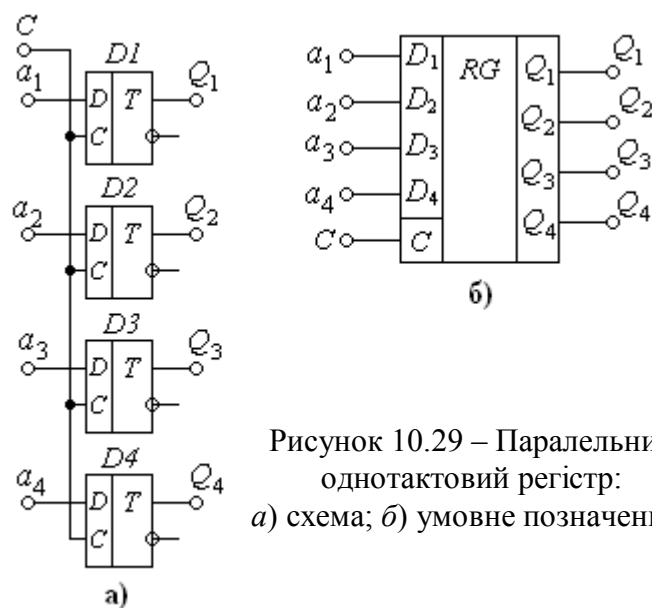 C
a1
D1
D T Q1
C
a2
D2
D T Q2
C
a3
D3
D T Q3
C
a4
D4
D T Q4
C
а)
a1 D1 RG Q1 Q1
a2 D2 Q2 Q2
a3 D3 Q3 Q3
a4 D4 Q4 Q4
C C
б)
Рисунок 10.29 – Паралельни
однотактовий регістр:
а) схема; б) умовне позначен